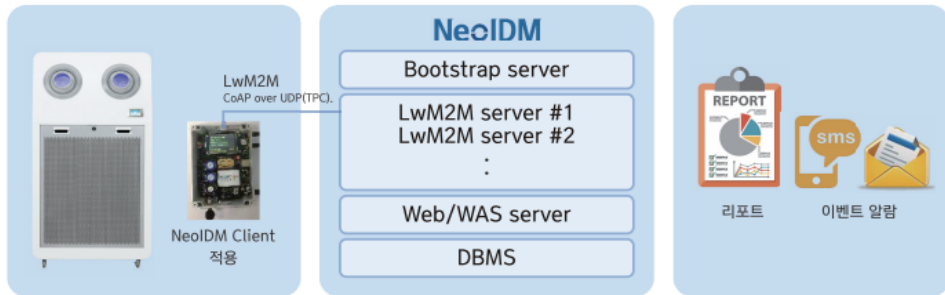 LwM2M
CoAP over UDP(TPC).
NeoIDM Client
적용
NeoIDM
Bootstrap server
LwM2M server #1
LwM2M server #2
:
Web/WAS server
DBMS
REPORT
리포트
sms
이벤트 알람